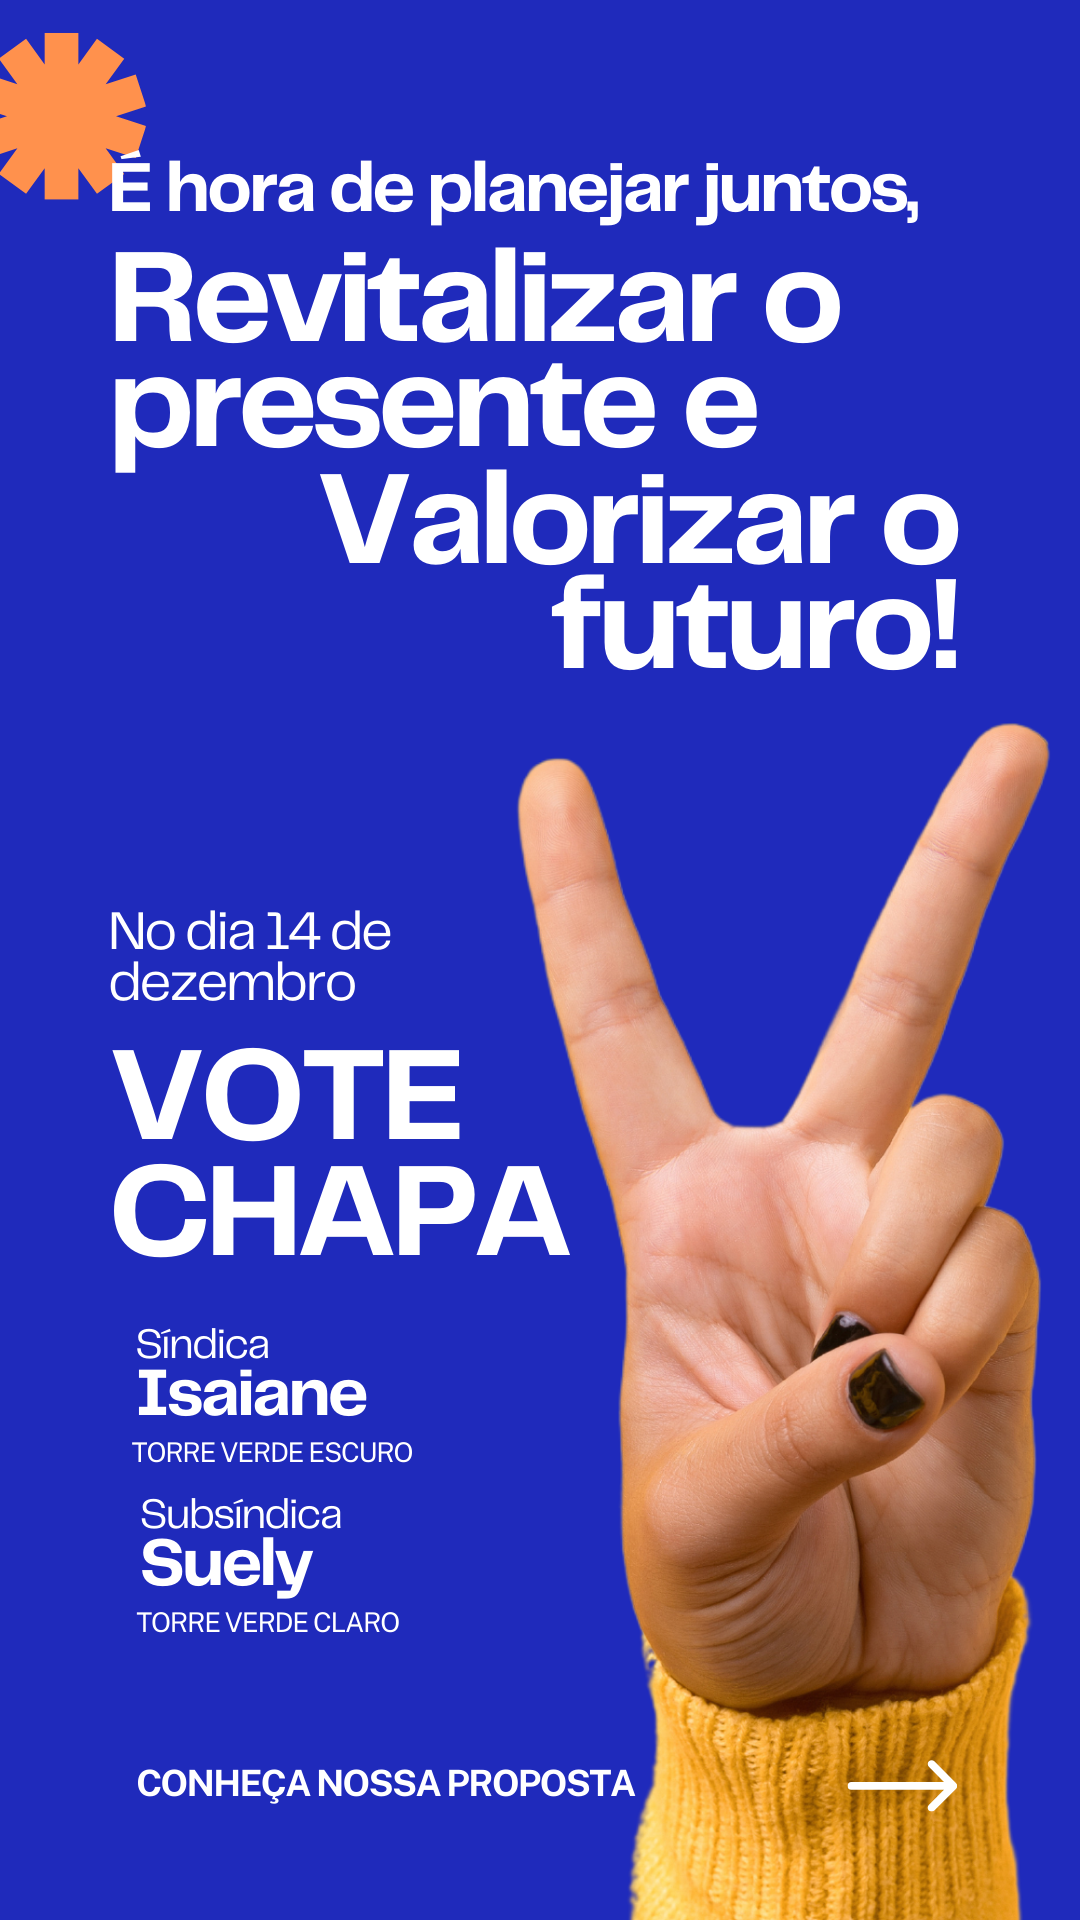 É hora de planejar juntos,
Revitalizar o
presente e
Valorizar o
futuro!
No dia 14 de
dezembro
VOTE
CHAPA
Síndica
Isaiane
TORRE VERDE ESCURO
Subsíndica
Suely
TORRE VERDE CLARO
CONHEÇA NOSSA PROPOSTA